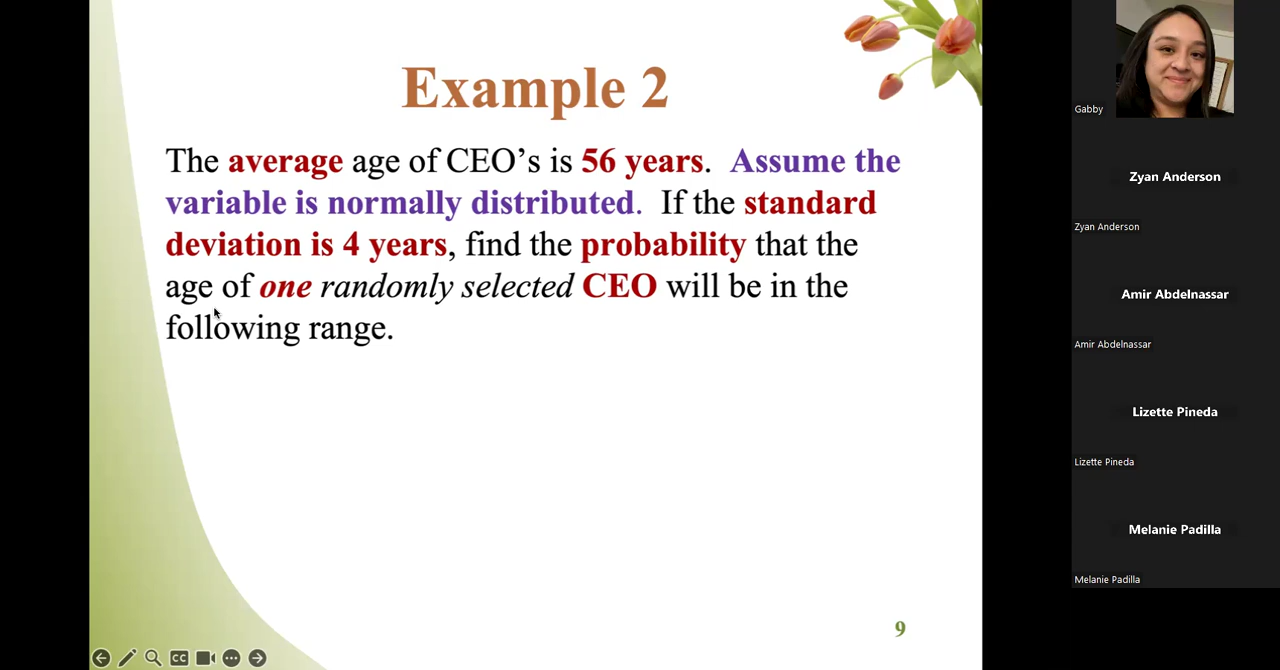 Example 2
The average age of CEO’s is 56 years. Assume the
variable is normally distributed. If the standard
deviation is 4 years, find the probability that the
age of one randomly selected CEO will be in the
following range.
9
CC
Gabby
Zyan Anderson
Zyan Anderson
Amir Abdelnassar
Amir Abdelnassar
Lizette Pineda
Lizette Pineda
Melanie Padilla
Melanie Padilla